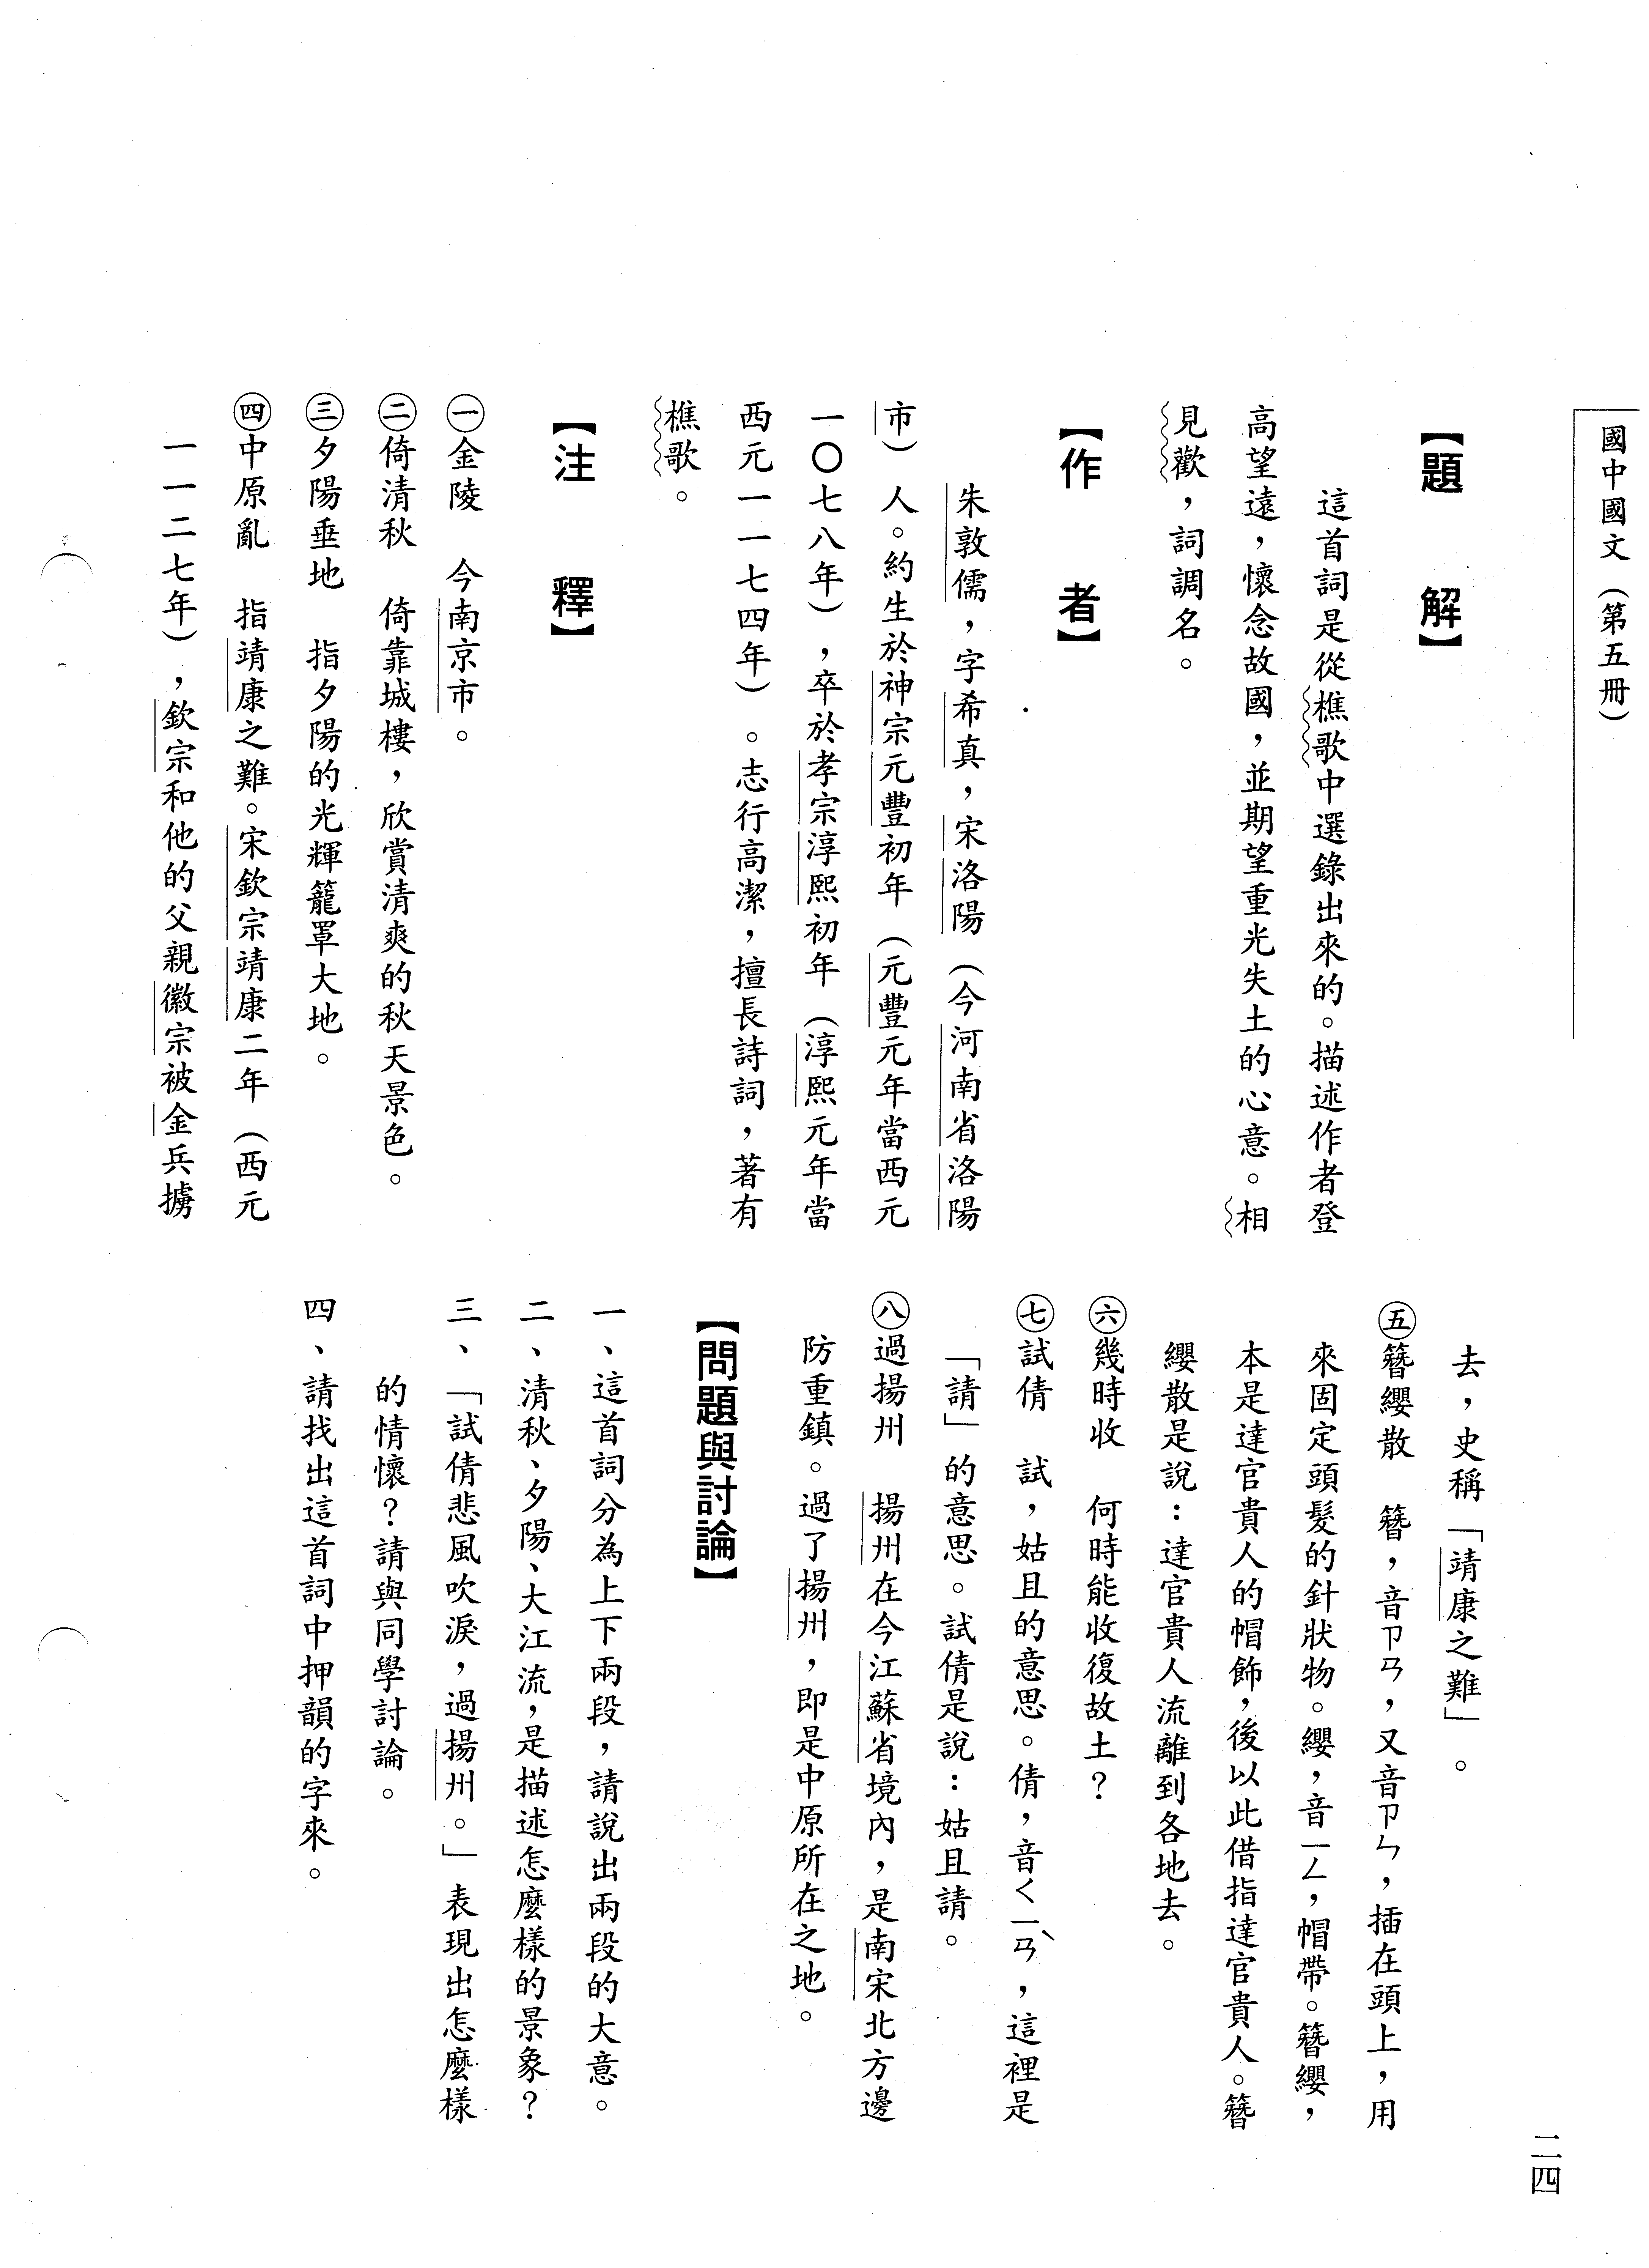 國中國文（第五冊）
【題　解】
這首詞是從樵歌中選錄出來的。描述作者登
高望遠，懷念故國，並期望重光失土的心意。相
見歡，詞調名。
【作　者】
朱敦儒，字希真，宋洛陽（今河南省洛陽
市）人。約生於神宗元豐初年（元豐元年當西元
一〇七八年），卒於孝宗淳熙初年（淳熙元年當
西元一一七四年）。志行高潔，擅長詩詞，著有
樵歌。
【注　釋】
㊀金陵　今南京市。
㊁倚清秋　倚靠城樓，欣賞清爽的秋天景色。
㊂夕陽垂地　指夕陽的光輝籠罩大地。
㊃中原亂　指靖康之難。宋欽宗靖康二年（西元
一一二七年），欽宗和他的父親徽宗被金兵擄
去，史稱「靖康之難」。
㊄簪纓散　簪，音ㄗㄢ，又音ㄗㄣ，插在頭上，用
來固定頭髮的針狀物。纓，音ㄧㄥ，帽帶。簪纓，
本是達官貴人的帽飾，後以此借指達官貴人。簪
纓散是說：達官貴人流離到各地去。
㊅幾時收　何時能收復故土？
㊆試倩　試，姑且的意思。倩，音ㄑㄧㄢˋ，這裡是
「請」的意思。試倩是說：姑且請。
㊇過揚州　揚州在今江蘇省境內，是南宋北方邊
防重鎮。過了揚州，即是中原所在之地。
【問題與討論】
一、這首詞分為上下兩段，請說出兩段的大意。
二、清秋、夕陽、大江流，是描述怎麼樣的景象？
三、「試倩悲風吹淚，過揚州。」表現出怎麼樣
的情懷？請與同學討論。
四、請找出這首詞中押韻的字來。
二四